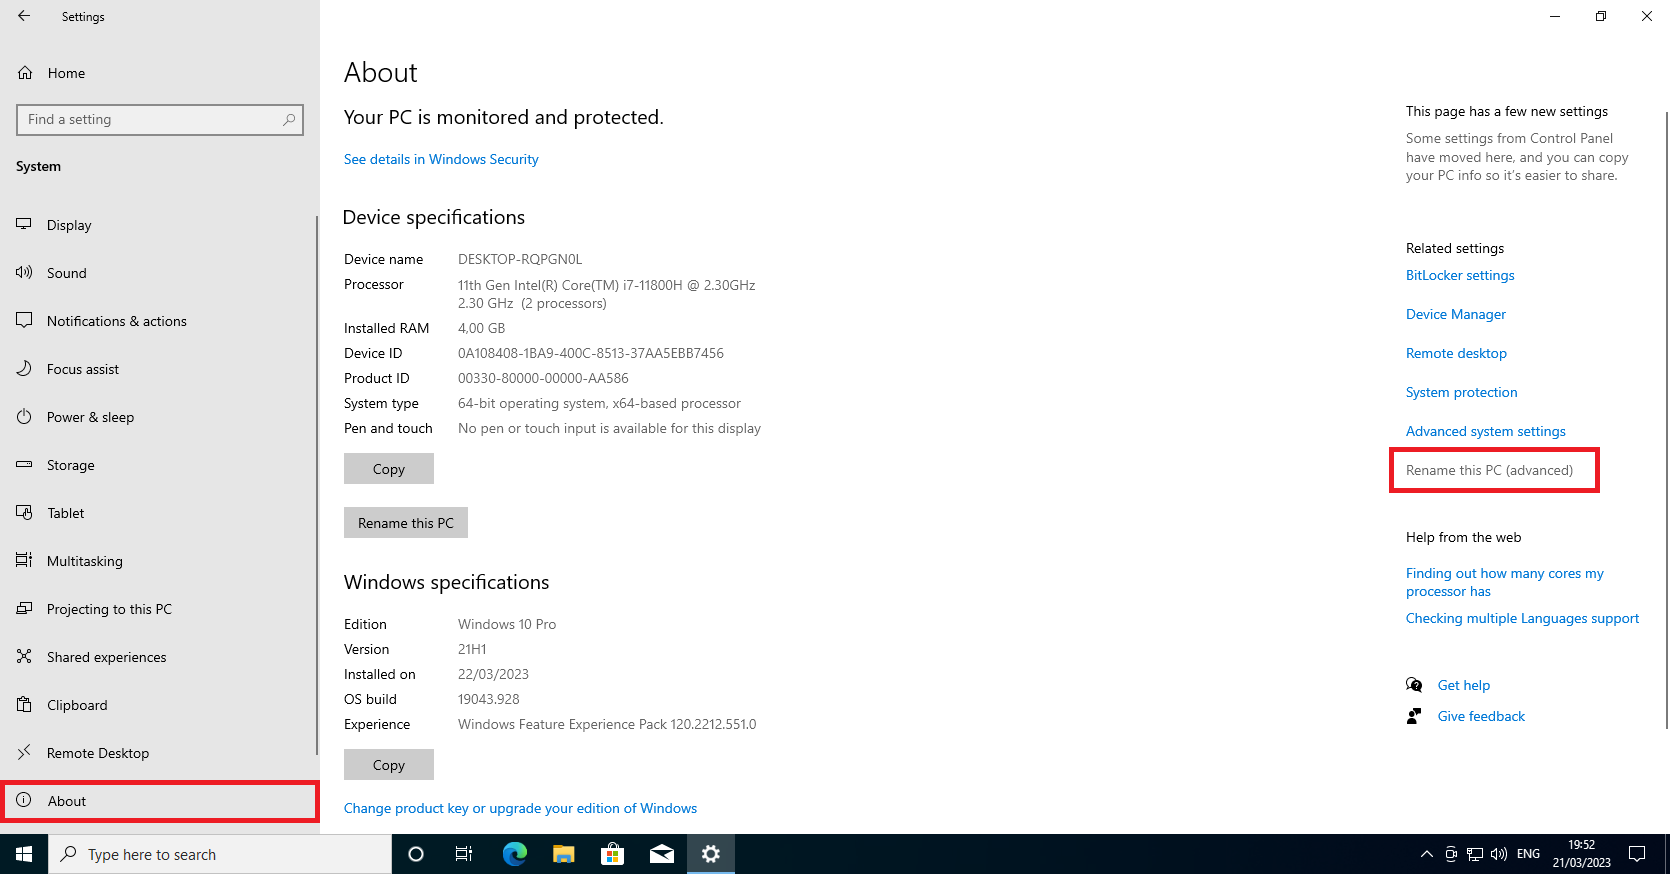 Settings
Home
Find a setting
System
Display
Sound
Notifications & actions
Focus assist
Power & sleep
Storage
Tablet
Multitasking
Projecting to this PC
Shared experiences
Clipboard
Remote Desktop
About
About
Your PC is monitored and protected.
See details in Windows Security
Device specifications
Device name DESKTOP-RQPGN0L
Processor 11th Gen Intel(R) Core(TM) i7-11800H @ 2.30GHz
2.30 GHz (2 processors)
Installed RAM 4,00 GB
Device ID 0A108408-1BA9-400C-8513-37AA5EBB7456
Product ID 00330-80000-00000-AA586
System type 64-bit operating system, x64-based processor
Pen and touch No pen or touch input is available for this display
Copy
Rename this PC
Windows specifications
Edition Windows 10 Pro
Version 21H1
Installed on 22/03/2023
OS build 19043.928
Experience Windows Feature Experience Pack 120.2212.551.0
Copy
Change product key or upgrade your edition of Windows
This page has a few new settings
Some settings from Control Panel
have moved here, and you can copy
your PC info so it's easier to share.
Related settings
BitLocker settings
Device Manager
Remote desktop
System protection
Advanced system settings
Rename this PC (advanced)
Help from the web
Finding out how many cores my
processor has
Checking multiple Languages support
Get help
Give feedback
Type here to search
ENG
19:52
21/03/2023